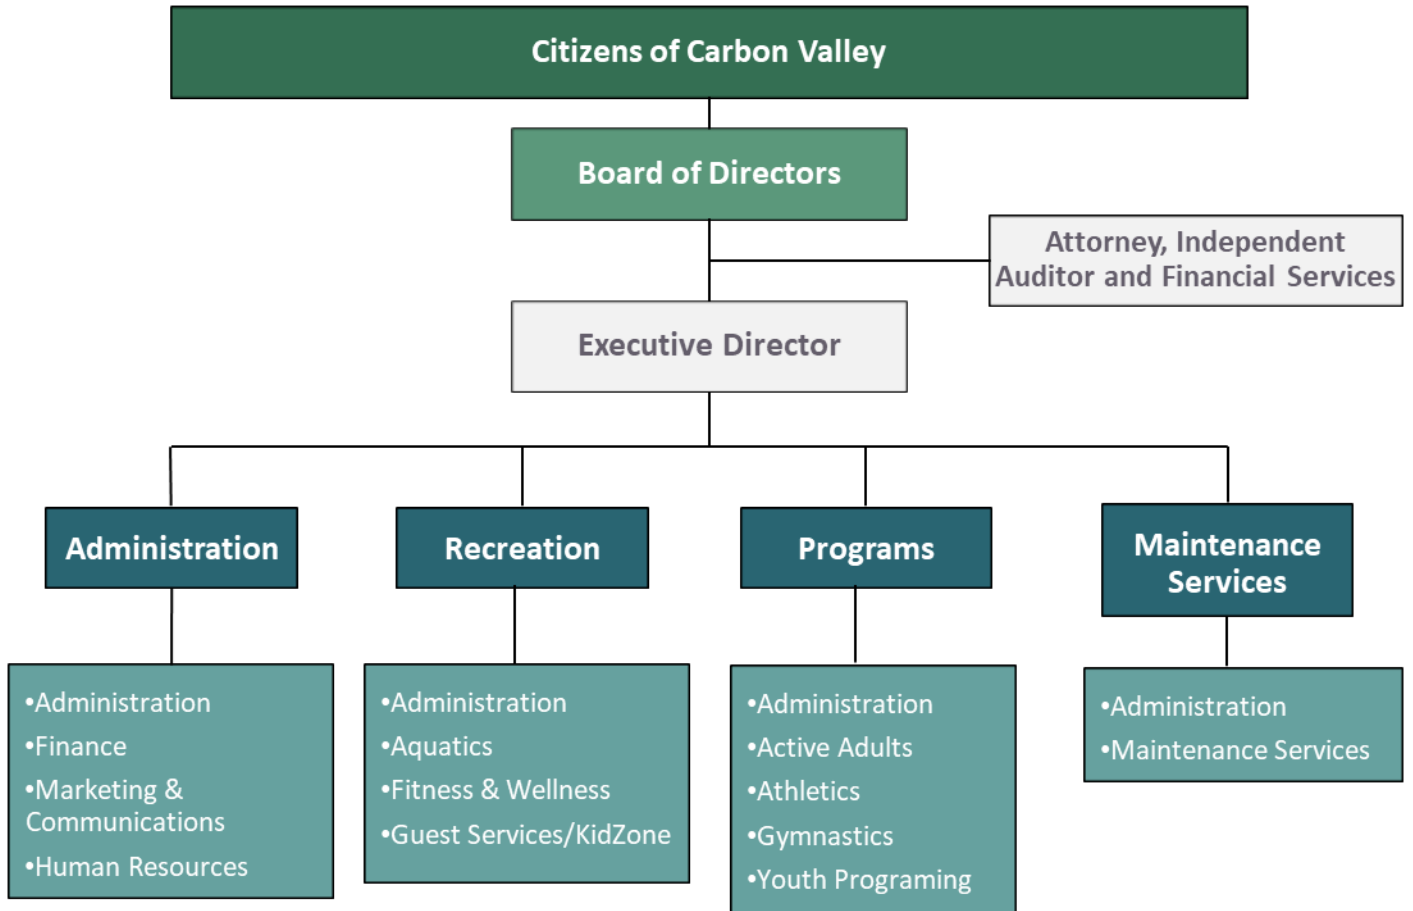 Citizens of Carbon Valley
Board of Directors
Attorney, Independent
Auditor and Financial Services
Executive Director
Administration
Recreation
Programs
Maintenance
Services
•Administration
•Finance
•Marketing &
Communications
•Human Resources
•Administration
•Aquatics
•Fitness & Wellness
•Guest Services/KidZone
•Administration
•Active Adults
•Athletics
•Gymnastics
•Youth Programing
•Administration
•Maintenance Services